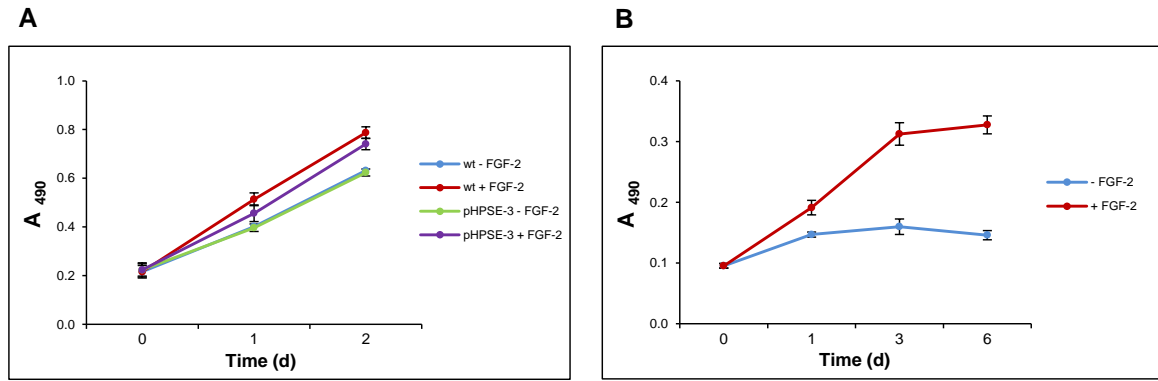 A
1.0
0.8
0.6
0.4
0.2
0.0
A 490
0 1 2
Time (d)
wt - FGF-2
wt + FGF-2
pHPSE-3 - FGF-2
pHPSE-3 + FGF-2
B
0.4
0.3
0.2
0.1
0.0
A 490
0 1 3 6
Time (d)
- FGF-2
+ FGF-2